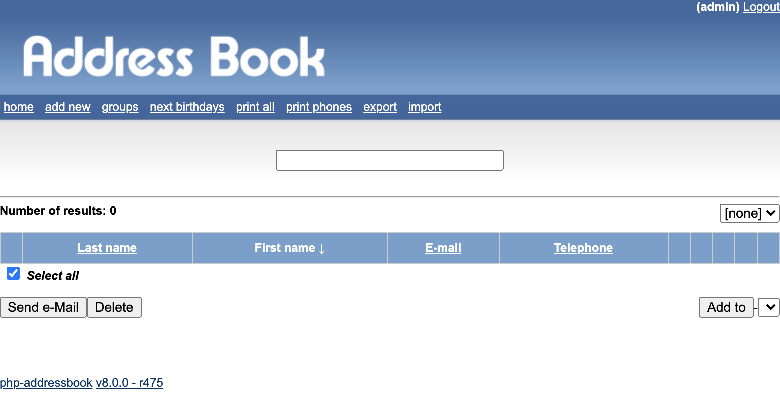 (admin) Logout
Address Book
home add new groups next birthdays print all print phones export import
Number of results: 0
[none]
Last name First name ↓ E-mail Telephone
Select all
Send e-Mail Delete Add to -
php-addressbook v8.0.0 - r475